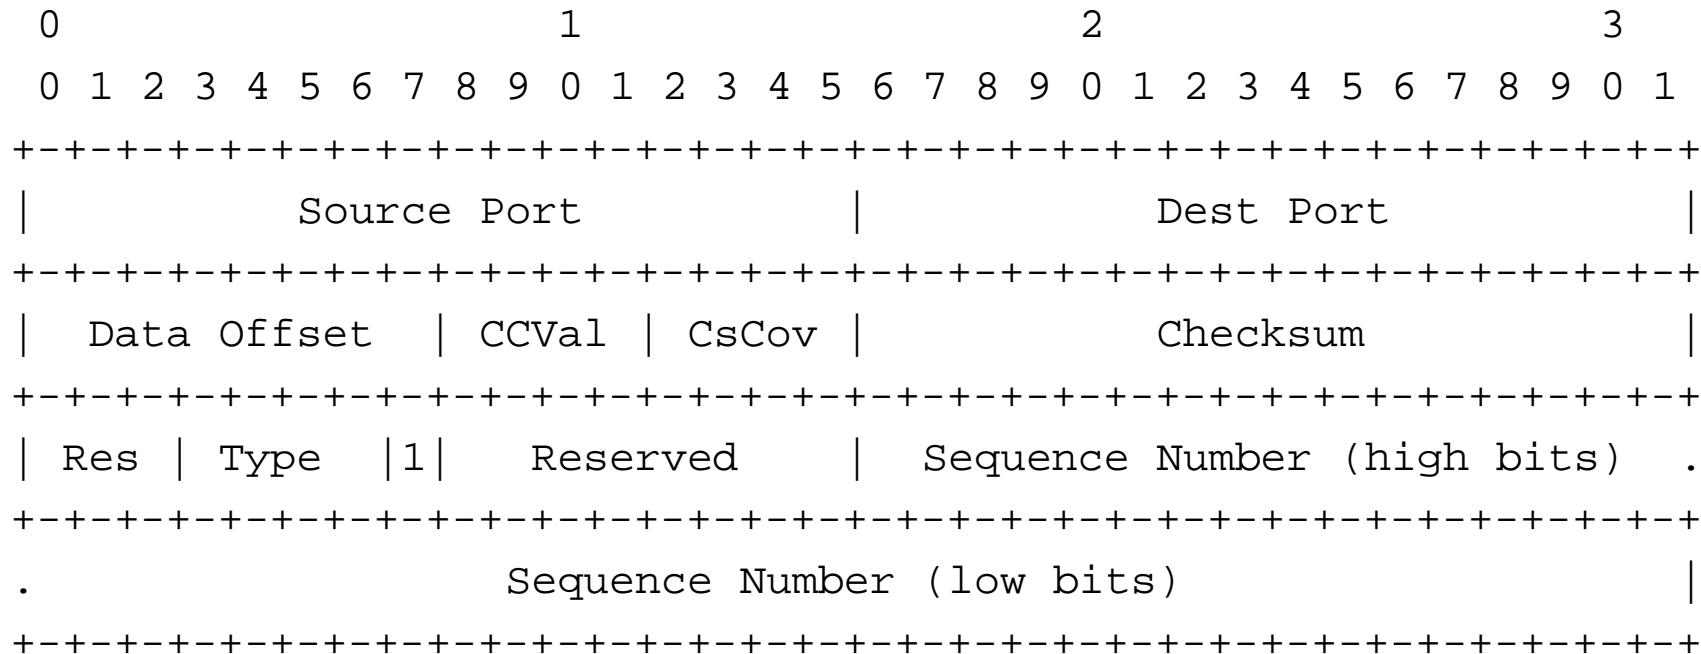 0                   1                   2                   3
 0 1 2 3 4 5 6 7 8 9 0 1 2 3 4 5 6 7 8 9 0 1 2 3 4 5 6 7 8 9 0 1
+-+-+-+-+-+-+-+-+-+-+-+-+-+-+-+-+-+-+-+-+-+-+-+-+-+-+-+-+-+-+-+-+
|          Source Port          |           Dest Port           |
+-+-+-+-+-+-+-+-+-+-+-+-+-+-+-+-+-+-+-+-+-+-+-+-+-+-+-+-+-+-+-+-+
|  Data Offset  | CCVal | CsCov |           Checksum            |
+-+-+-+-+-+-+-+-+-+-+-+-+-+-+-+-+-+-+-+-+-+-+-+-+-+-+-+-+-+-+-+-+
| Res | Type  |1|   Reserved    |  Sequence Number (high bits)  .
+-+-+-+-+-+-+-+-+-+-+-+-+-+-+-+-+-+-+-+-+-+-+-+-+-+-+-+-+-+-+-+-+
.                  Sequence Number (low bits)                   |
+-+-+-+-+-+-+-+-+-+-+-+-+-+-+-+-+-+-+-+-+-+-+-+-+-+-+-+-+-+-+-+-+